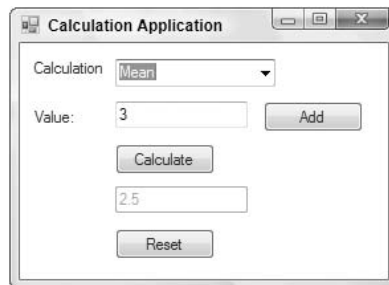 Calculation Application
Calculation Mean
Value: 3 Add
Calculate
2.5
Reset